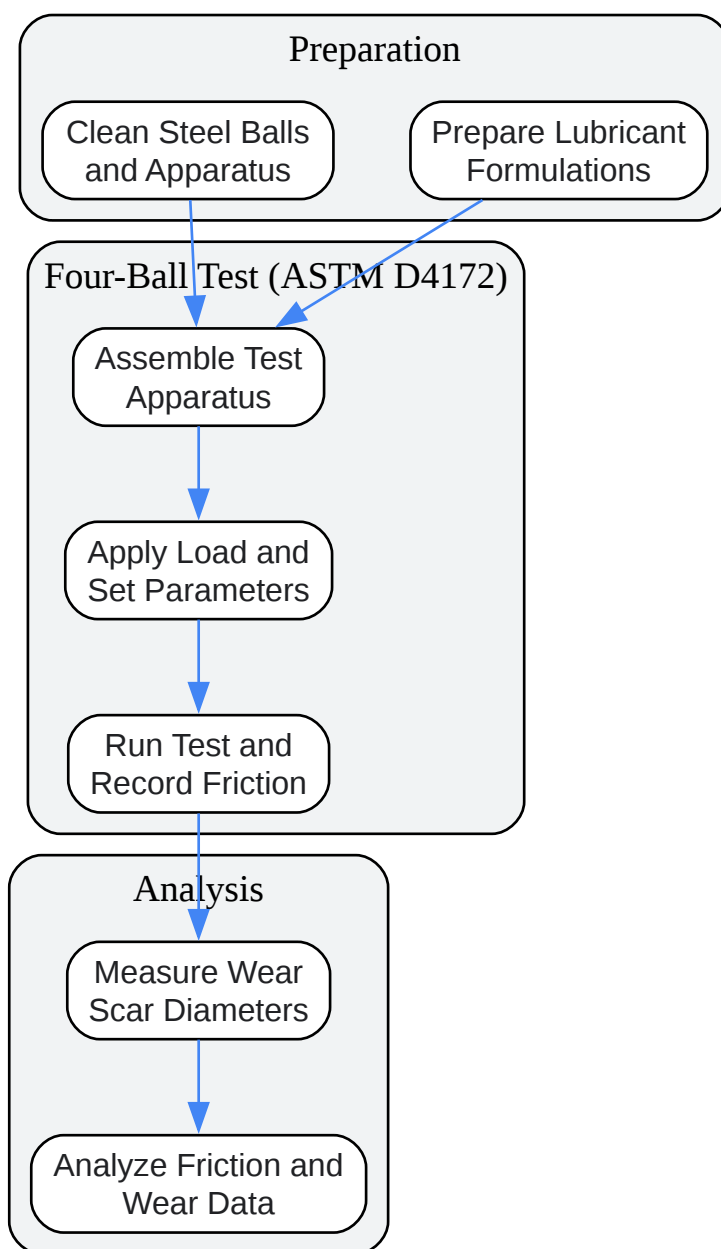 Preparation
Clean Steel Balls
and Apparatus
Prepare Lubricant
Formulations
Four-Ball Test (ASTM D4172)
Assemble Test
Apparatus
Apply Load and
Set Parameters
Run Test and
Record Friction
Analysis
Measure Wear
Scar Diameters
Analyze Friction and
Wear Data